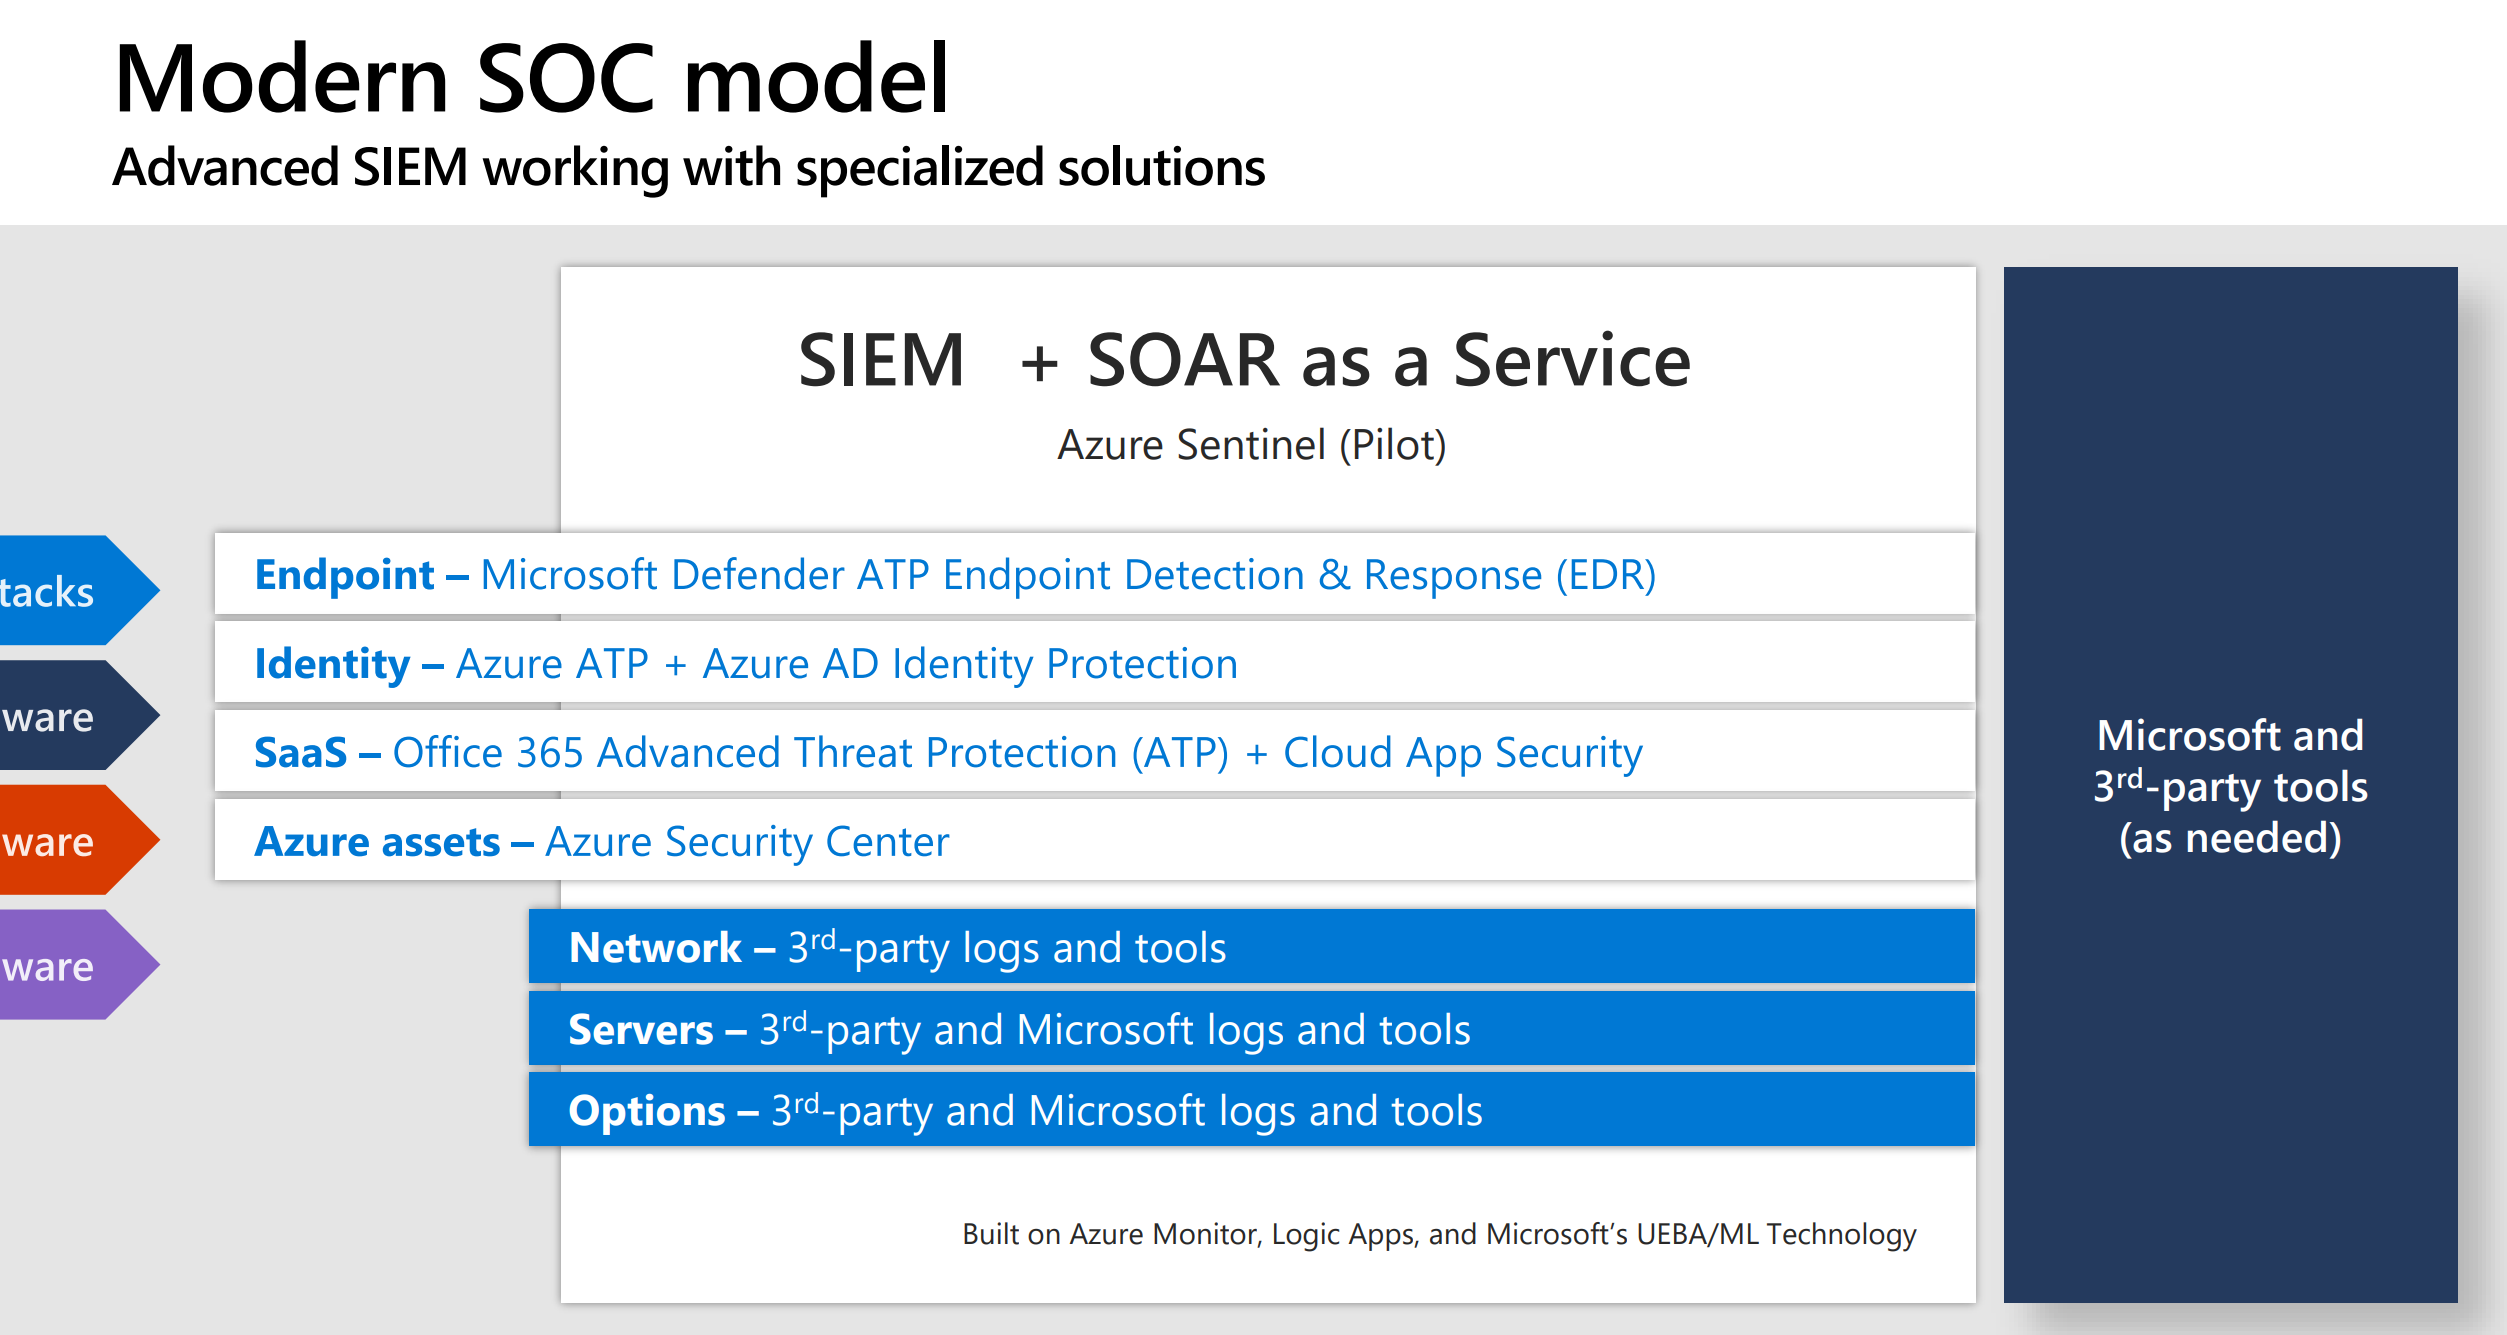 Modern SOC model
Advanced SIEM working with specialized solutions
SIEM + SOAR as a Service
Azure Sentinel (Pilot)
tacks
ware
ware
ware
Endpoint – Microsoft Defender ATP Endpoint Detection & Response (EDR)
Identity – Azure ATP + Azure AD Identity Protection
SaaS – Office 365 Advanced Threat Protection (ATP) + Cloud App Security
Azure assets – Azure Security Center
Network – 3rd-party logs and tools
Servers – 3rd-party and Microsoft logs and tools
Options – 3rd-party and Microsoft logs and tools
Built on Azure Monitor, Logic Apps, and Microsoft’s UEBA/ML Technology
Microsoft and
3rd-party tools
(as needed)